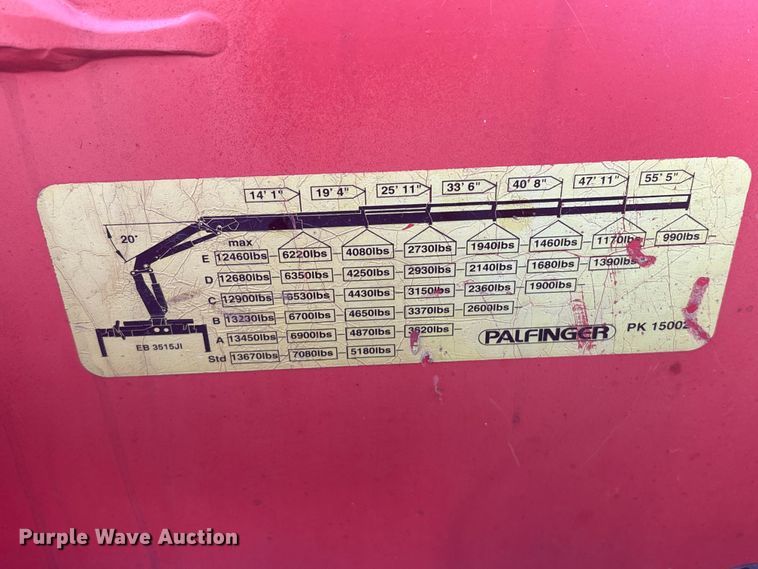 14' 1" 19' 4" 25' 11" 33' 6" 40' 8" 47' 11" 55' 5"
20°
max
E 12460lbs 6220lbs 4080lbs 2730lbs 1940lbs 1460lbs 1170lbs 990lbs
D 12680lbs 6350lbs 4250lbs 2930lbs 2140lbs 1680lbs 1390lbs
C 12900lbs 6530lbs 4430lbs 3150lbs 2360lbs 1900lbs
B 13230lbs 6700lbs 4650lbs 3370lbs 2600lbs
A 13450lbs 6900lbs 4870lbs 3620lbs
Std 13670lbs 7080lbs 5180lbs
EB 3515JI
PALFINGER PK 15002
Purple Wave Auction